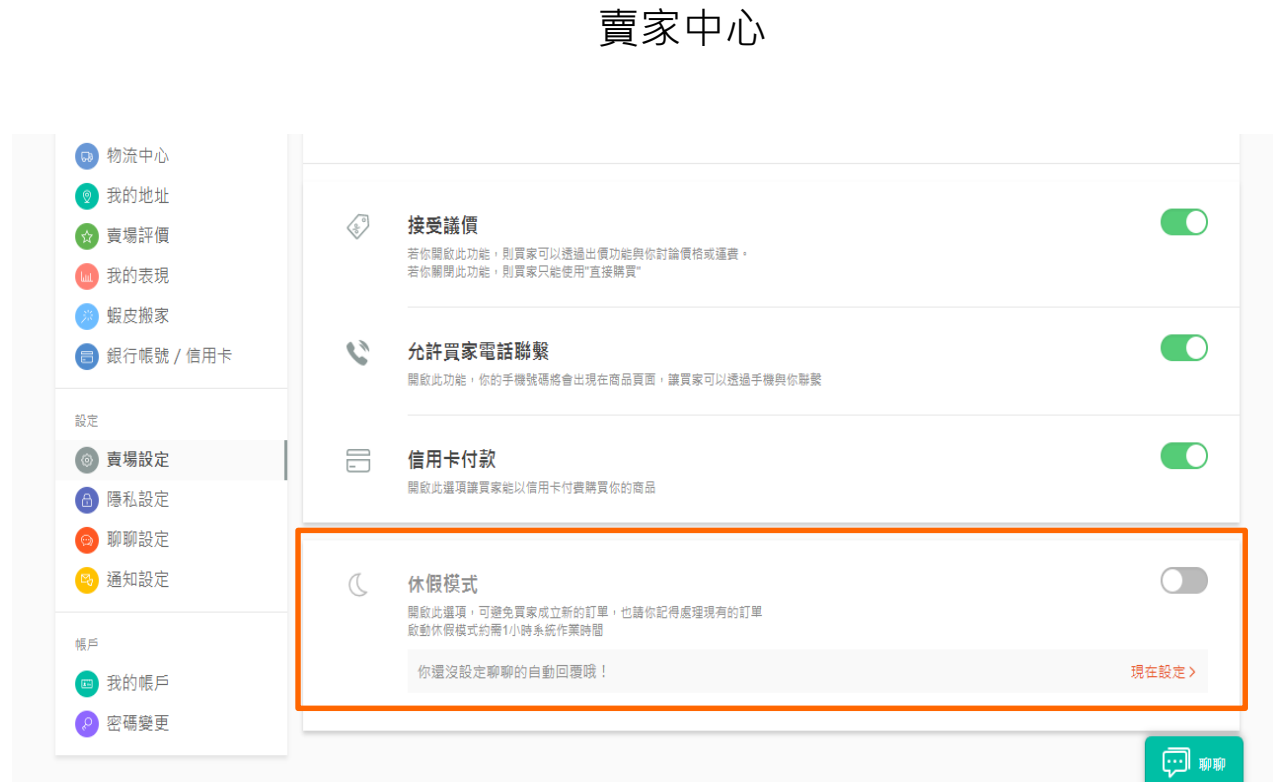 賣家中心
物流中心
我的地址
賣場評價
我的表現
蝦皮搬家
銀行帳號 / 信用卡
設定
賣場設定
隱私設定
聊聊設定
通知設定
帳戶
我的帳戶
密碼變更
接受議價
若你開啟此功能，則買家可以透過出價功能與你討論價格或運費。
若你關閉此功能，則買家只能使用"直接購買"
允許買家電話聯繫
開啟此功能，你的手機號碼將會出現在商品頁面，讓買家可以透過手機與你聯繫
信用卡付款
開啟此選項讓買家能以信用卡付費購買你的商品
休假模式
開啟此選項，可避免買家成立新的訂單，也請你記得處理現有的訂單
啟動休假模式約需1小時系統作業時間
你還沒設定聊聊的自動回覆哦！
現在設定 >
聊聊